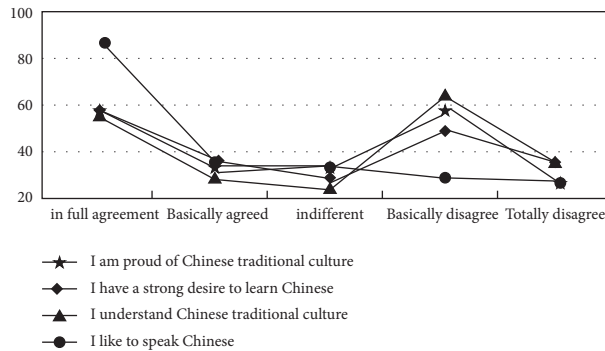 100
80
60
40
20
in full agreement Basically agreed indifferent Basically disagree Totally disagree
I am proud of Chinese traditional culture
I have a strong desire to learn Chinese
I understand Chinese traditional culture
I like to speak Chinese